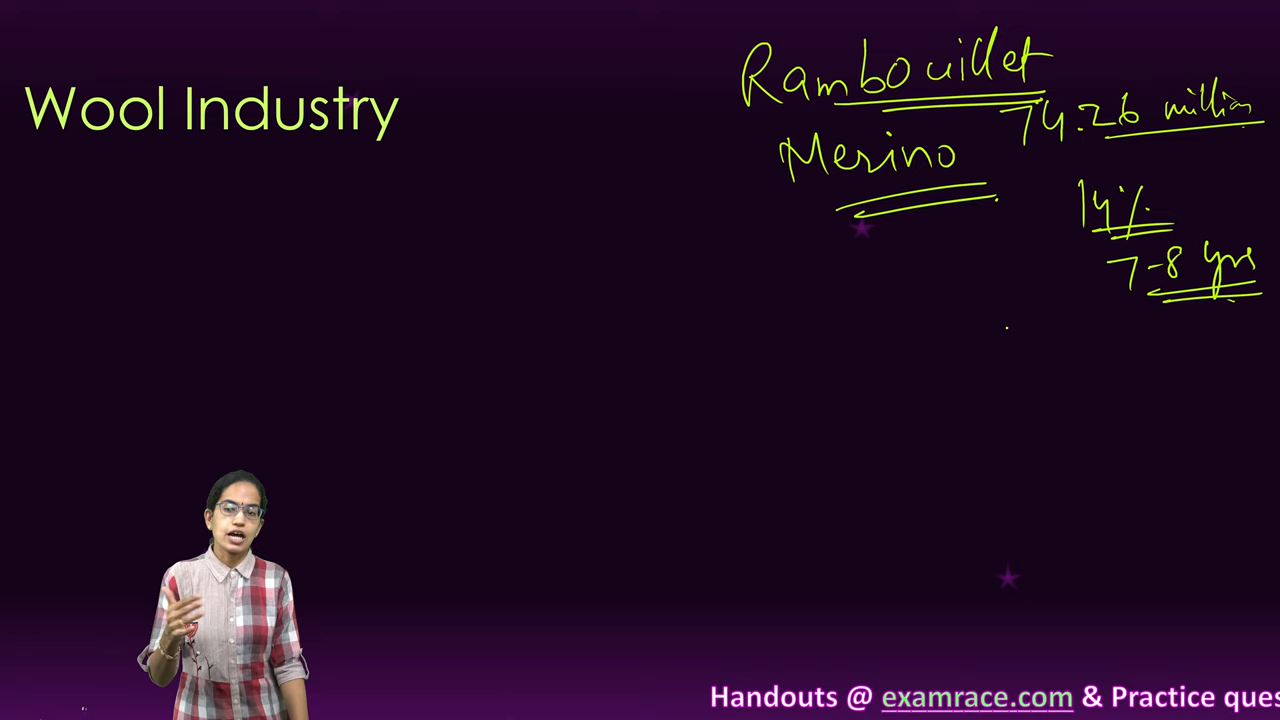 Wool Industry
Rambouillet
74.26 million
Merino
14%
7-8 yrs
Handouts @ examrace.com & Practice ques